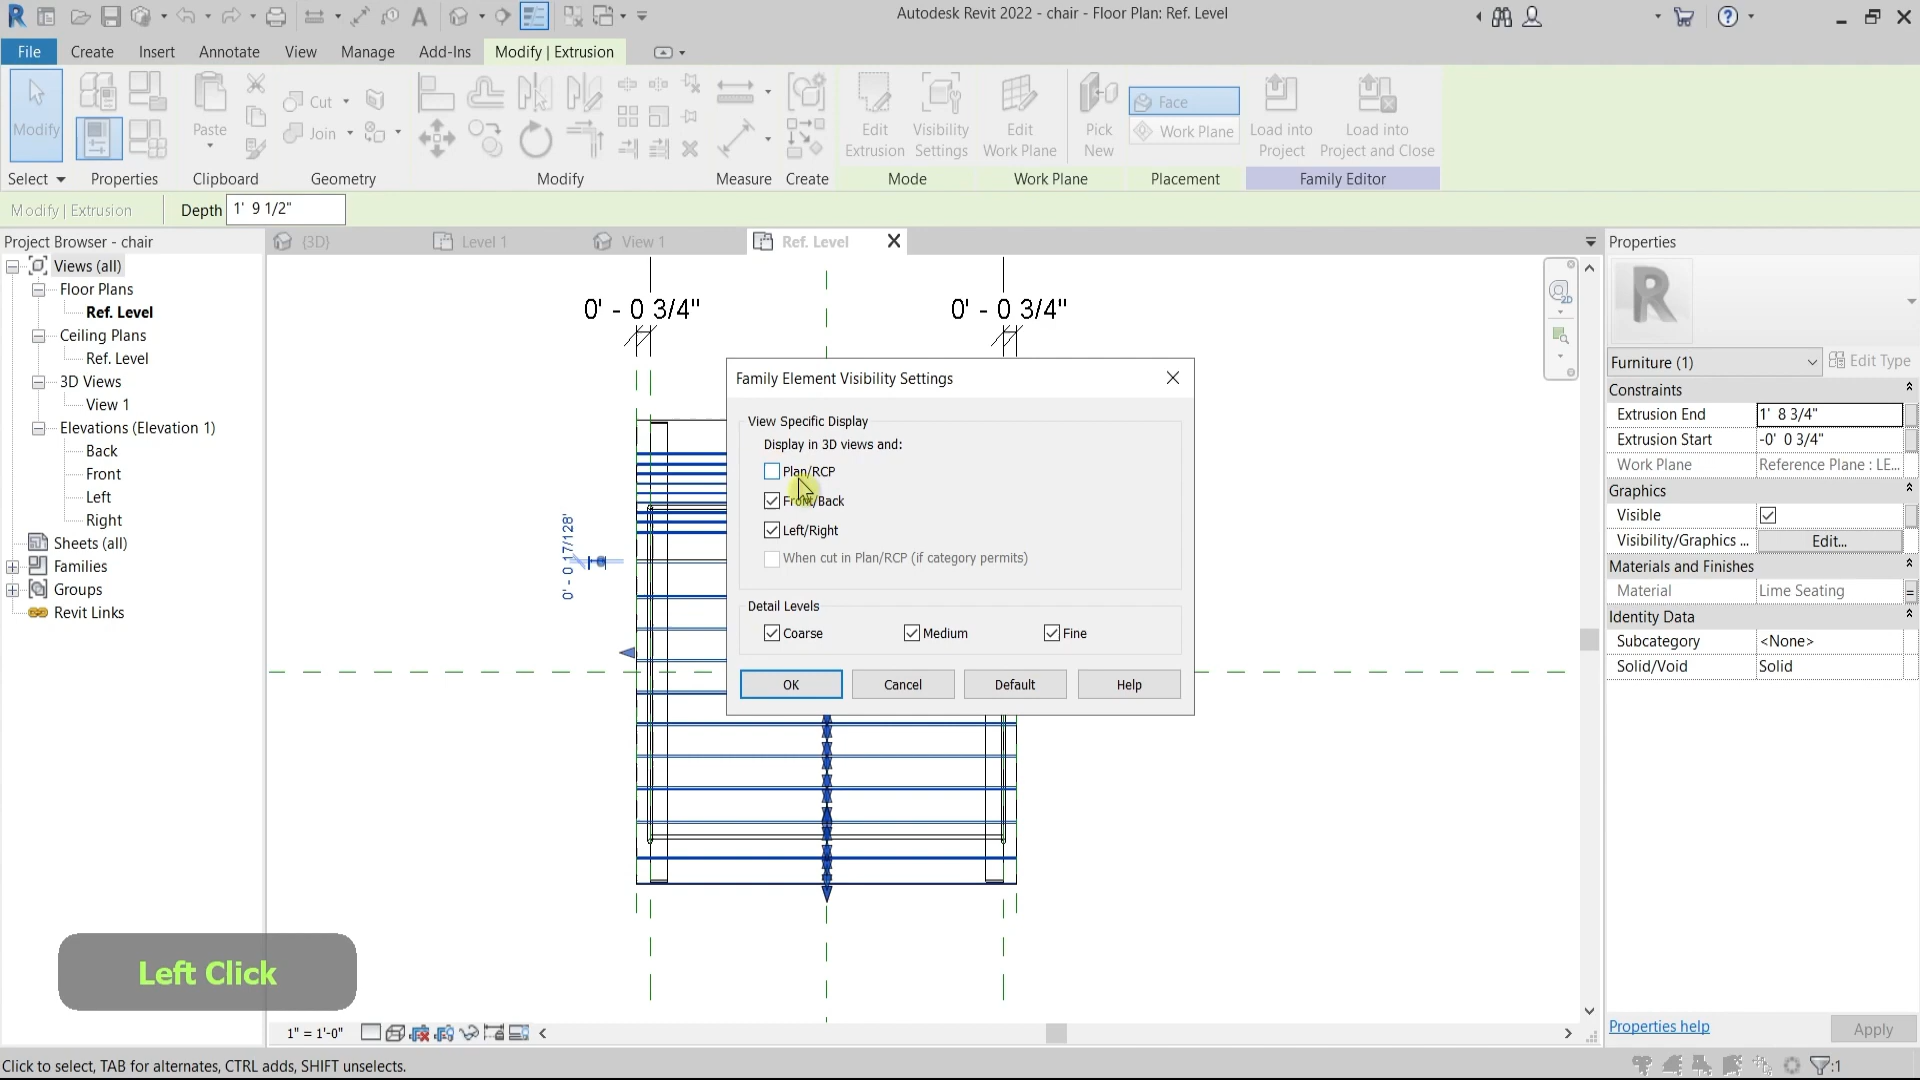 Autodesk Revit 2022 - chair - Floor Plan: Ref. Level
File Create Insert Annotate View Manage Add-Ins Modify | Extrusion
Modify
Paste
Cut
Join
Edit Extrusion
Visibility Settings
Edit Work Plane
Pick New
Face
Work Plane
Load into Project
Load into Project and Close
Select Properties Clipboard Geometry Modify Measure Create Mode Work Plane Placement Family Editor
Modify | Extrusion Depth 1' 9 1/2"
Project Browser - chair
Views (all)
Floor Plans
Ref. Level
Ceiling Plans
Ref. Level
3D Views
View 1
Elevations (Elevation 1)
Back
Front
Left
Right
Sheets (all)
Families
Groups
Revit Links
{3D} Level 1 View 1 Ref. Level
0' - 0 3/4" 0' - 0 3/4"
0' - 0 17/128"
2D
Family Element Visibility Settings
View Specific Display
Display in 3D views and:
Plan/RCP
Front/Back
Left/Right
When cut in Plan/RCP (if category permits)
Detail Levels
Coarse Medium Fine
OK Cancel Default Help
Properties
R
Furniture (1) Edit Type
Constraints
Extrusion End 1' 8 3/4"
Extrusion Start -0' 0 3/4"
Work Plane Reference Plane : LE...
Graphics
Visible
Visibility/Graphics ... Edit...
Materials and Finishes
Material Lime Seating =
Identity Data
Subcategory <None>
Solid/Void Solid
Properties help Apply
Left Click
1" = 1'-0"
Click to select, TAB for alternates, CTRL adds, SHIFT unselects.
:1